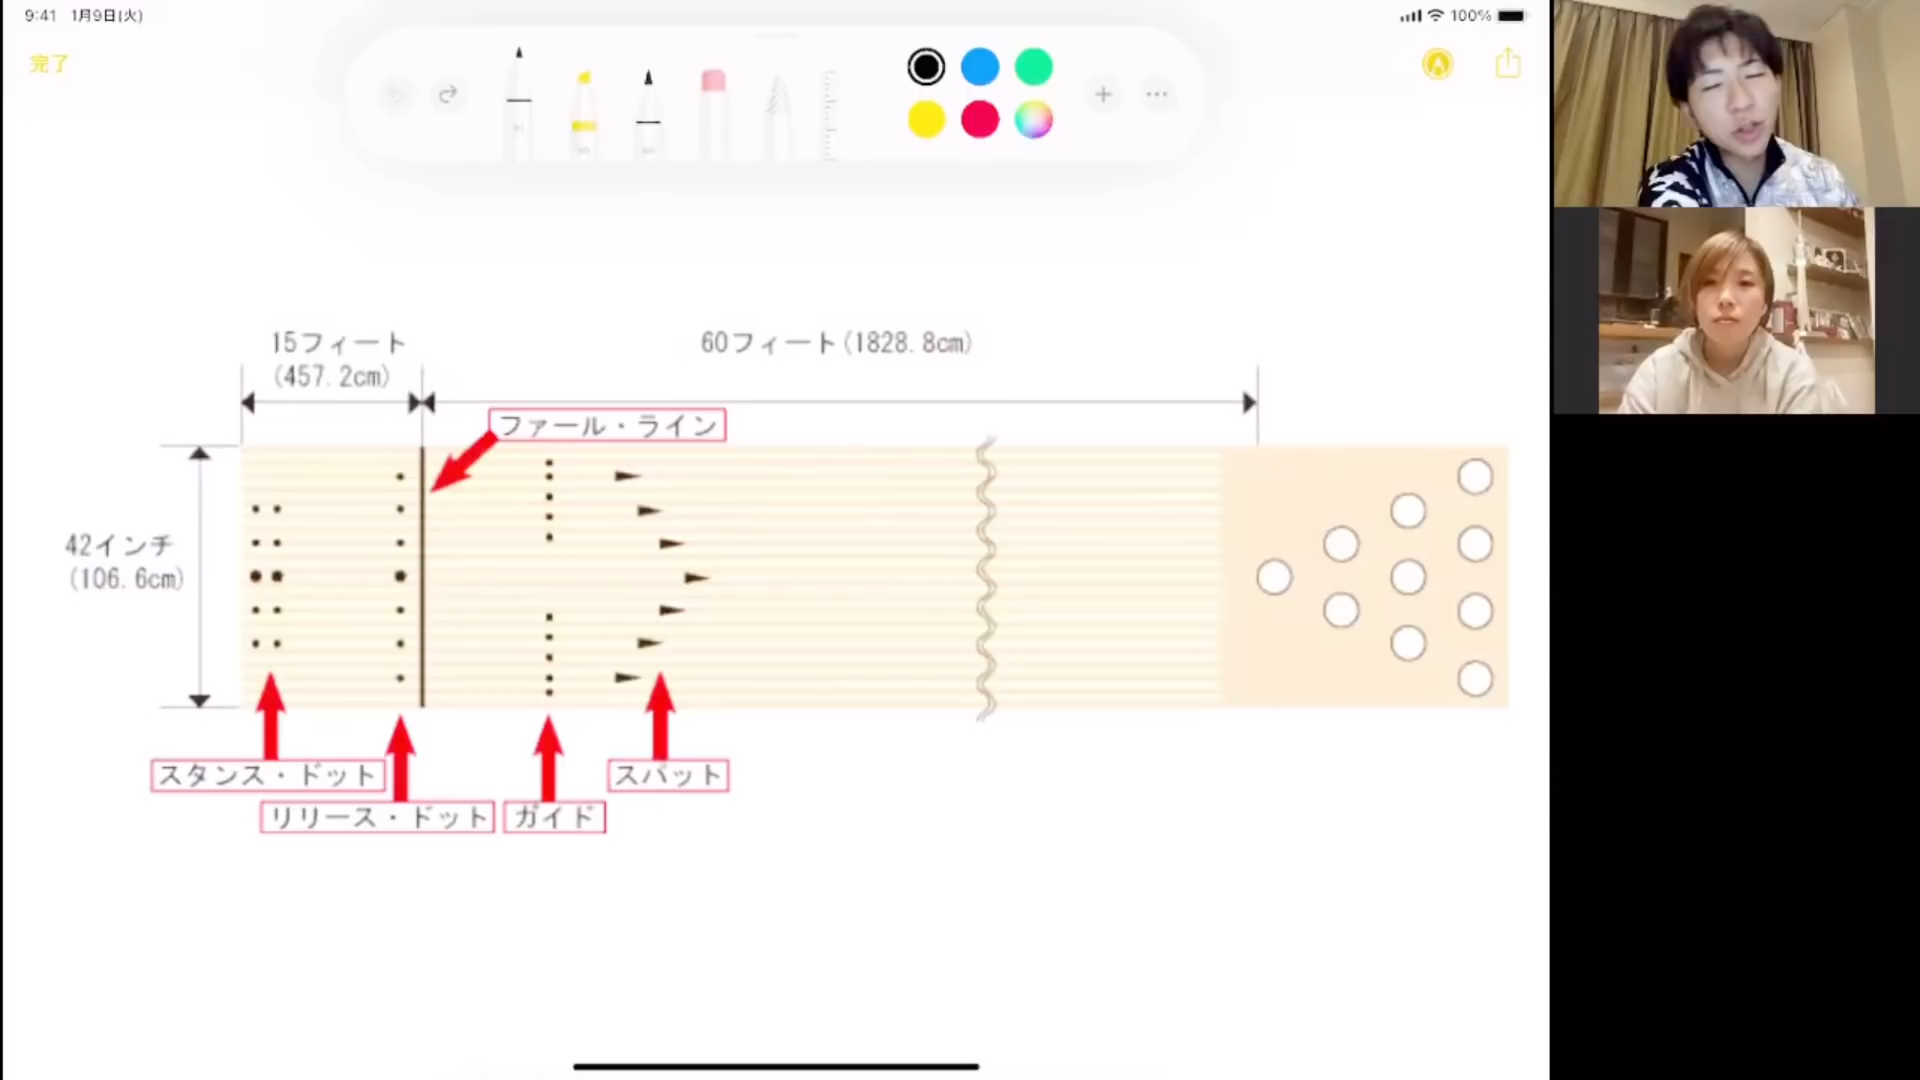 9:41 1月9日(火)
100%
完了
15フィート
(457.2cm)
60フィート(1828.8cm)
ファール・ライン
42インチ
(106.6cm)
スタンス・ドット
スパット
リリース・ドット
ガイド